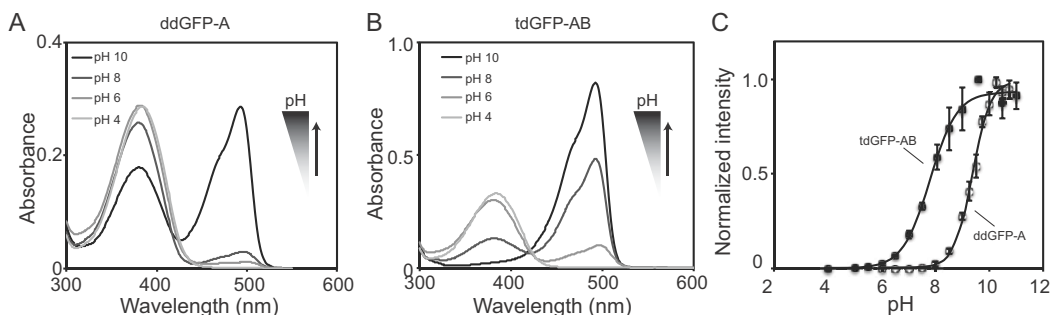 A
ddGFP-A
0.4
0.2
0
Absorbance
pH 10
pH 8
pH 6
pH 4
pH
300
400
500
600
Wavelength (nm)
B
tdGFP-AB
1.0
0.5
0
Absorbance
pH 10
pH 8
pH 6
pH 4
pH
300
400
500
600
Wavelength (nm)
C
1.0
0.5
0
Normalized intensity
tdGFP-AB
ddGFP-A
2
4
6
8
10
12
pH